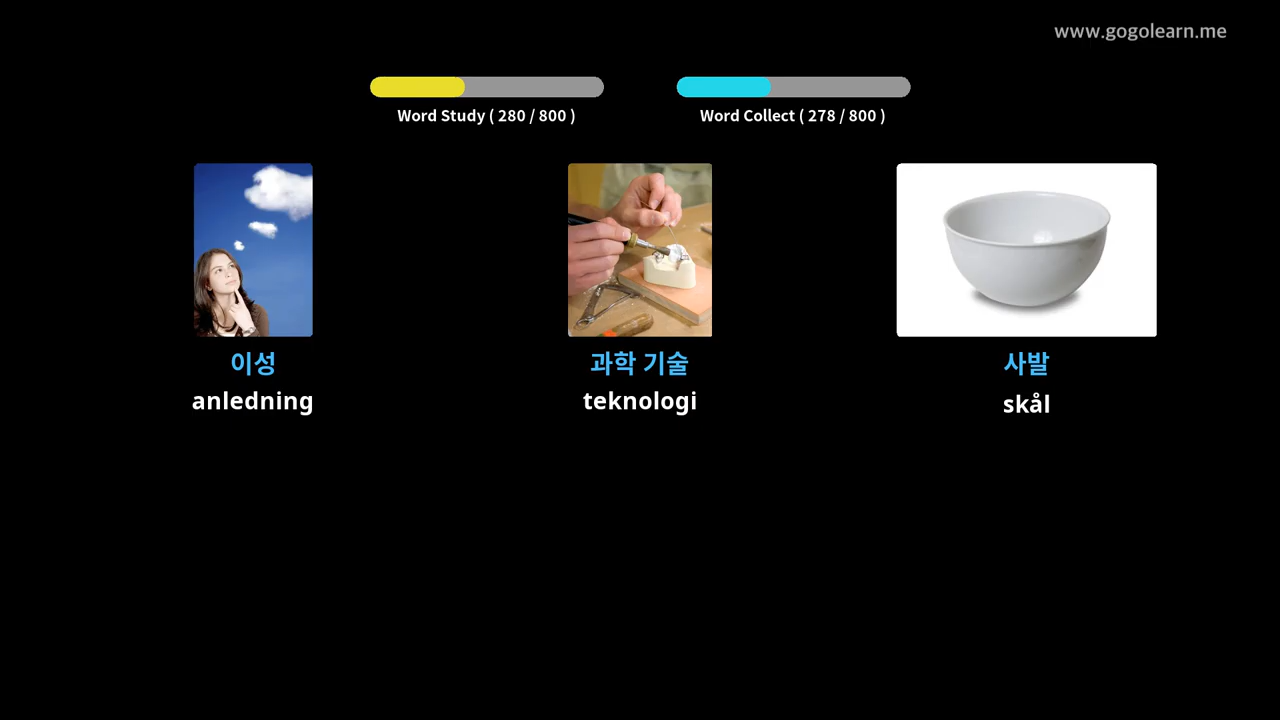 www.gogolearn.me
Word Study ( 280 / 800 )
Word Collect ( 278 / 800 )
이성
과학 기술
사발
anledning
teknologi
skål